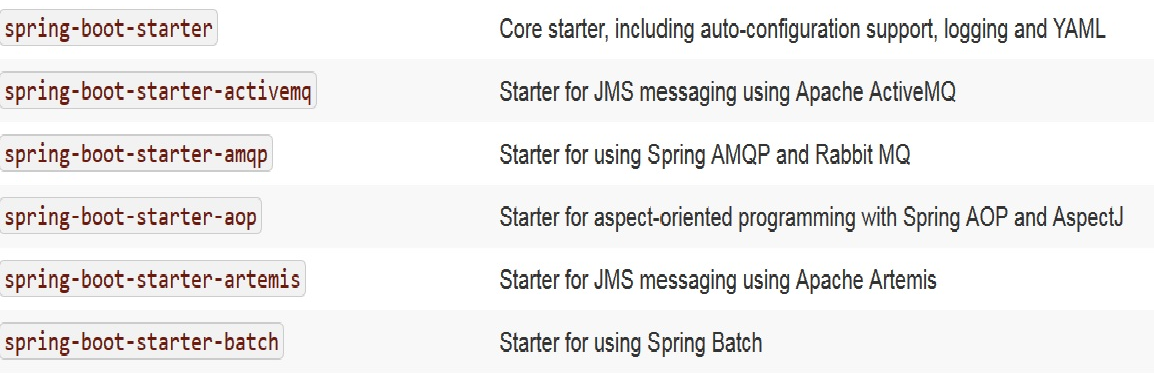 spring-boot-starter Core starter, including auto-configuration support, logging and YAML
spring-boot-starter-activemq Starter for JMS messaging using Apache ActiveMQ
spring-boot-starter-amqp Starter for using Spring AMQP and Rabbit MQ
spring-boot-starter-aop Starter for aspect-oriented programming with Spring AOP and AspectJ
spring-boot-starter-artemis Starter for JMS messaging using Apache Artemis
spring-boot-starter-batch Starter for using Spring Batch